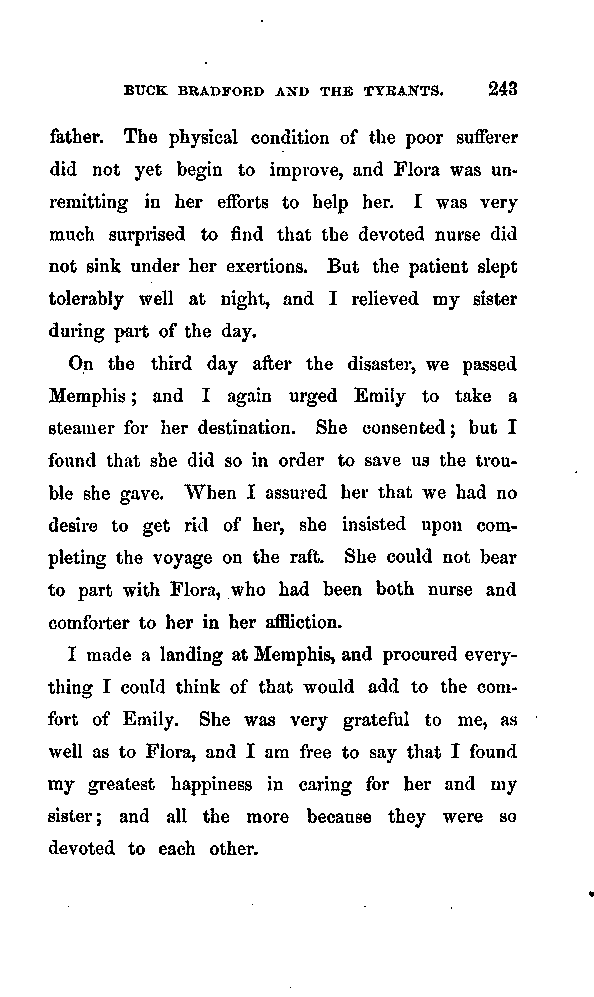 BUCK BRADFORD AND THE TYRANTS. 243
father. The physical condition of the poor sufferer
did not yet begin to improve, and Flora was un-
remitting in her efforts to help her. I was very
much surprised to find that the devoted nurse did
not sink under her exertions. But the patient slept
tolerably well at night, and I relieved my sister
during part of the day.
On the third day after the disaster, we passed
Memphis; and I again urged Emily to take a
steamer for her destination. She consented; but I
found that she did so in order to save us the trou-
ble she gave. When I assured her that we had no
desire to get rid of her, she insisted upon com-
pleting the voyage on the raft. She could not bear
to part with Flora, who had been both nurse and
comforter to her in her affliction.
I made a landing at Memphis, and procured every-
thing I could think of that would add to the com-
fort of Emily. She was very grateful to me, as
well as to Flora, and I am free to say that I found
my greatest happiness in caring for her and my
sister; and all the more because they were so
devoted to each other.